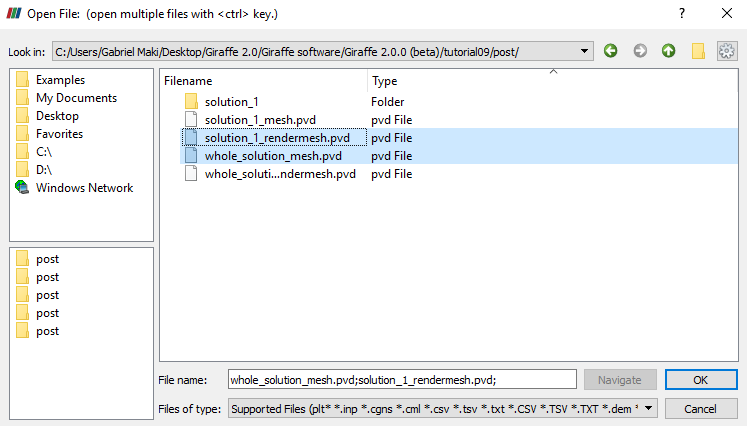 Open File: (open multiple files with <ctrl> key.)
?
Look in: C:/Users/Gabriel Maki/Desktop/Giraffe 2.0/Giraffe software/Giraffe 2.0.0 (beta)/tutorial09/post/
Examples
My Documents
Desktop
Favorites
C:\
D:\
Windows Network
post
post
post
post
post
Filename Type
solution_1 Folder
solution_1_mesh.pvd pvd File
solution_1_rendermesh.pvd pvd File
whole_solution_mesh.pvd pvd File
whole_soluti...ndermesh.pvd pvd File
File name: whole_solution_mesh.pvd;solution_1_rendermesh.pvd; Navigate OK
Files of type: Supported Files (plt* *.inp *.cgns *.cml *.csv *.tsv *.txt *.CSV *.TSV *.TXT *.dem * Cancel